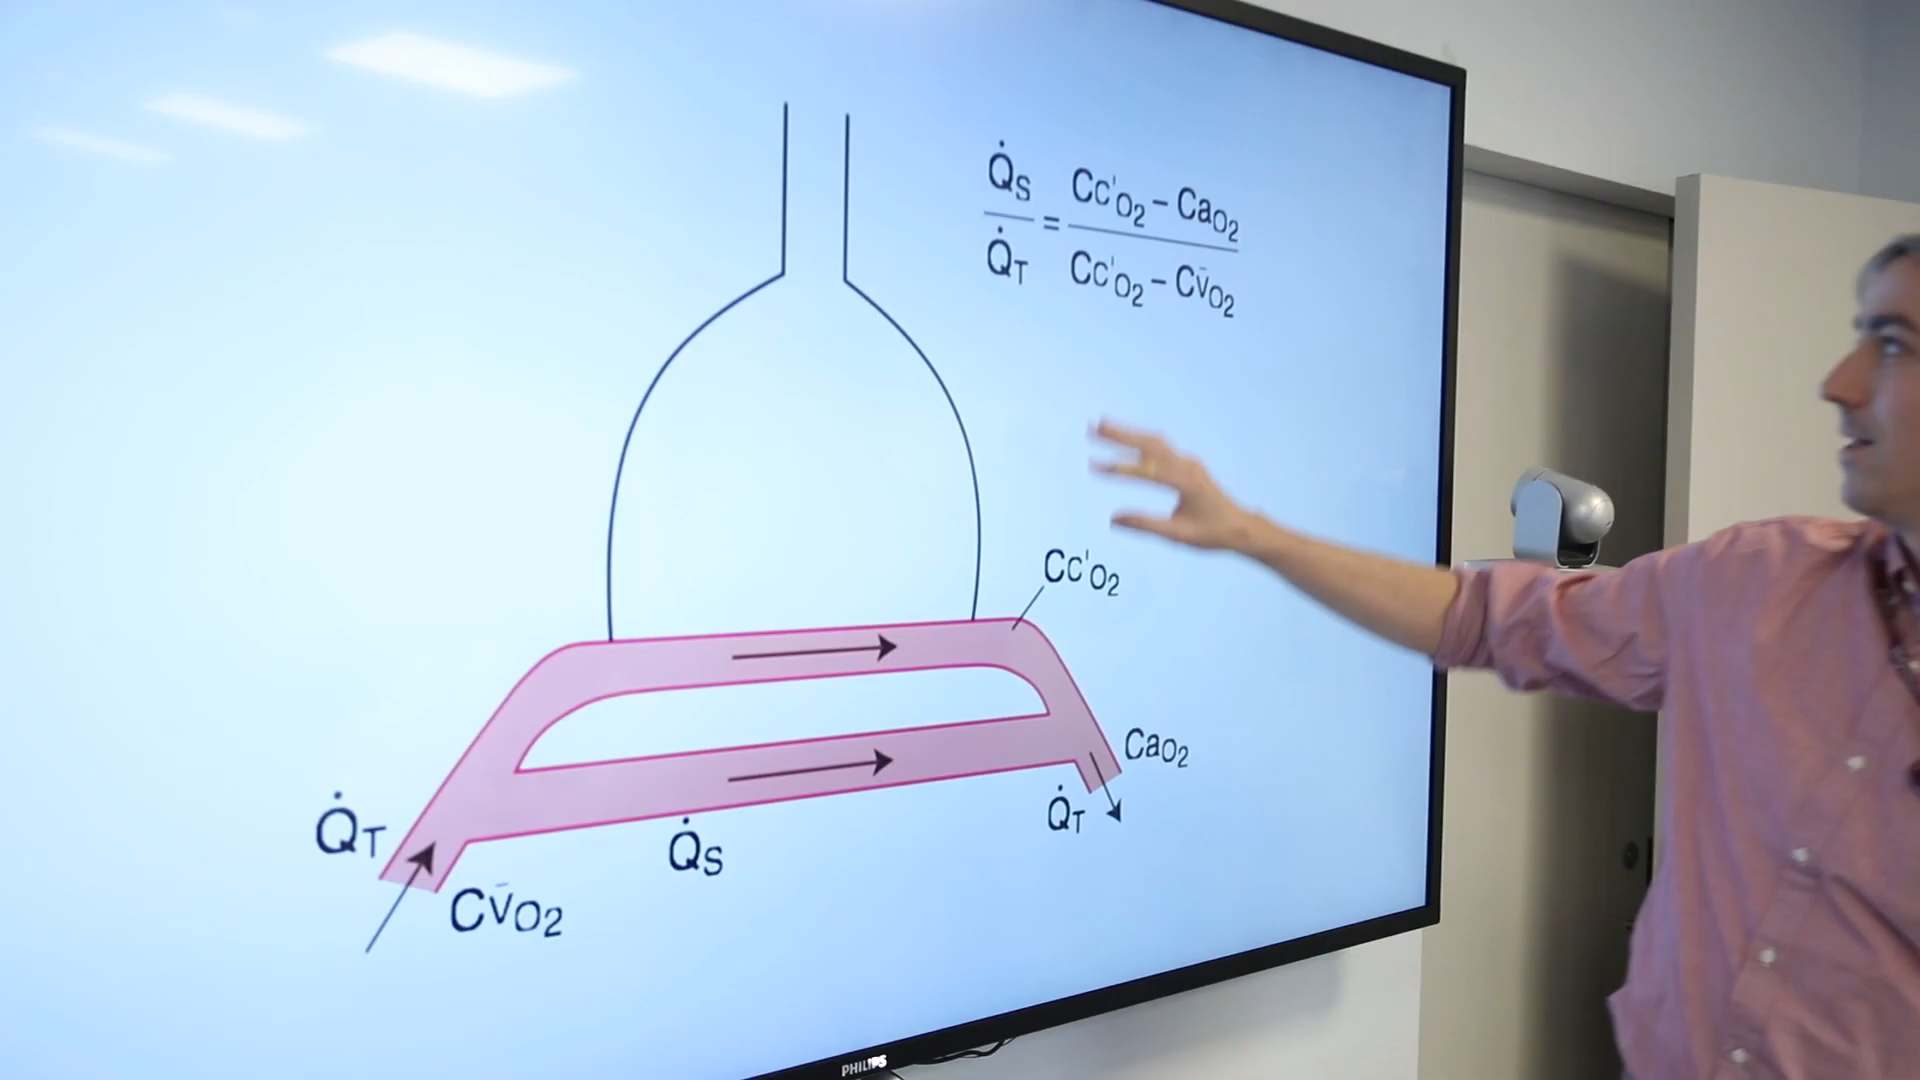 Q̇S / Q̇T = Cc'O2 – CaO2 / Cc'O2 – Cv̄O2
Cc'O2
CaO2
Q̇T
Q̇T
Q̇S
Cv̄O2
PHILIPS